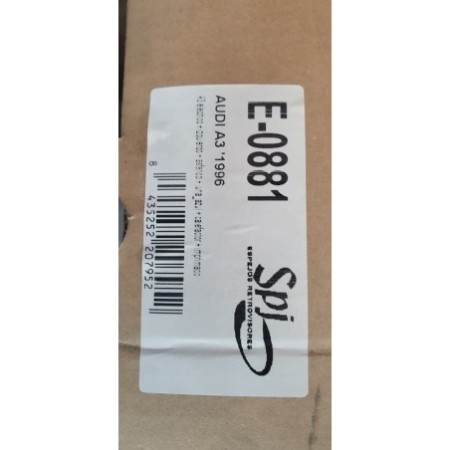 E-0881
AUDI A3 '1996
Spj
ESPEJOS RETROVISORES
8 435252 207952